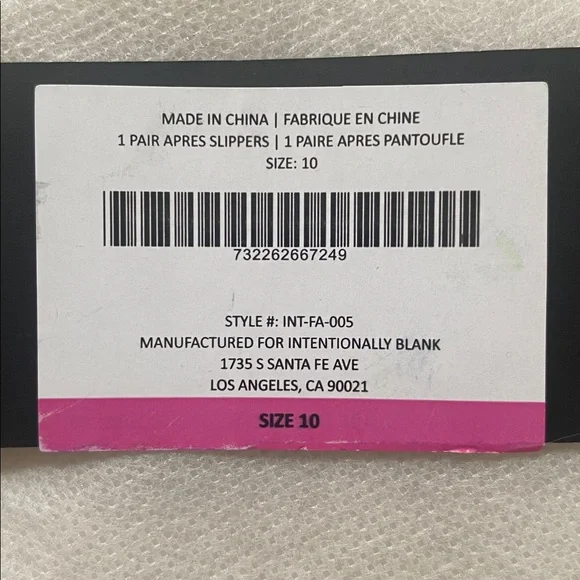 MADE IN CHINA | FABRIQUE EN CHINE
1 PAIR APRES SLIPPERS | 1 PAIRE APRES PANTOUFLE
SIZE: 10
732262667249
STYLE #: INT-FA-005
MANUFACTURED FOR INTENTIONALLY BLANK
1735 S SANTA FE AVE
LOS ANGELES, CA 90021
SIZE 10